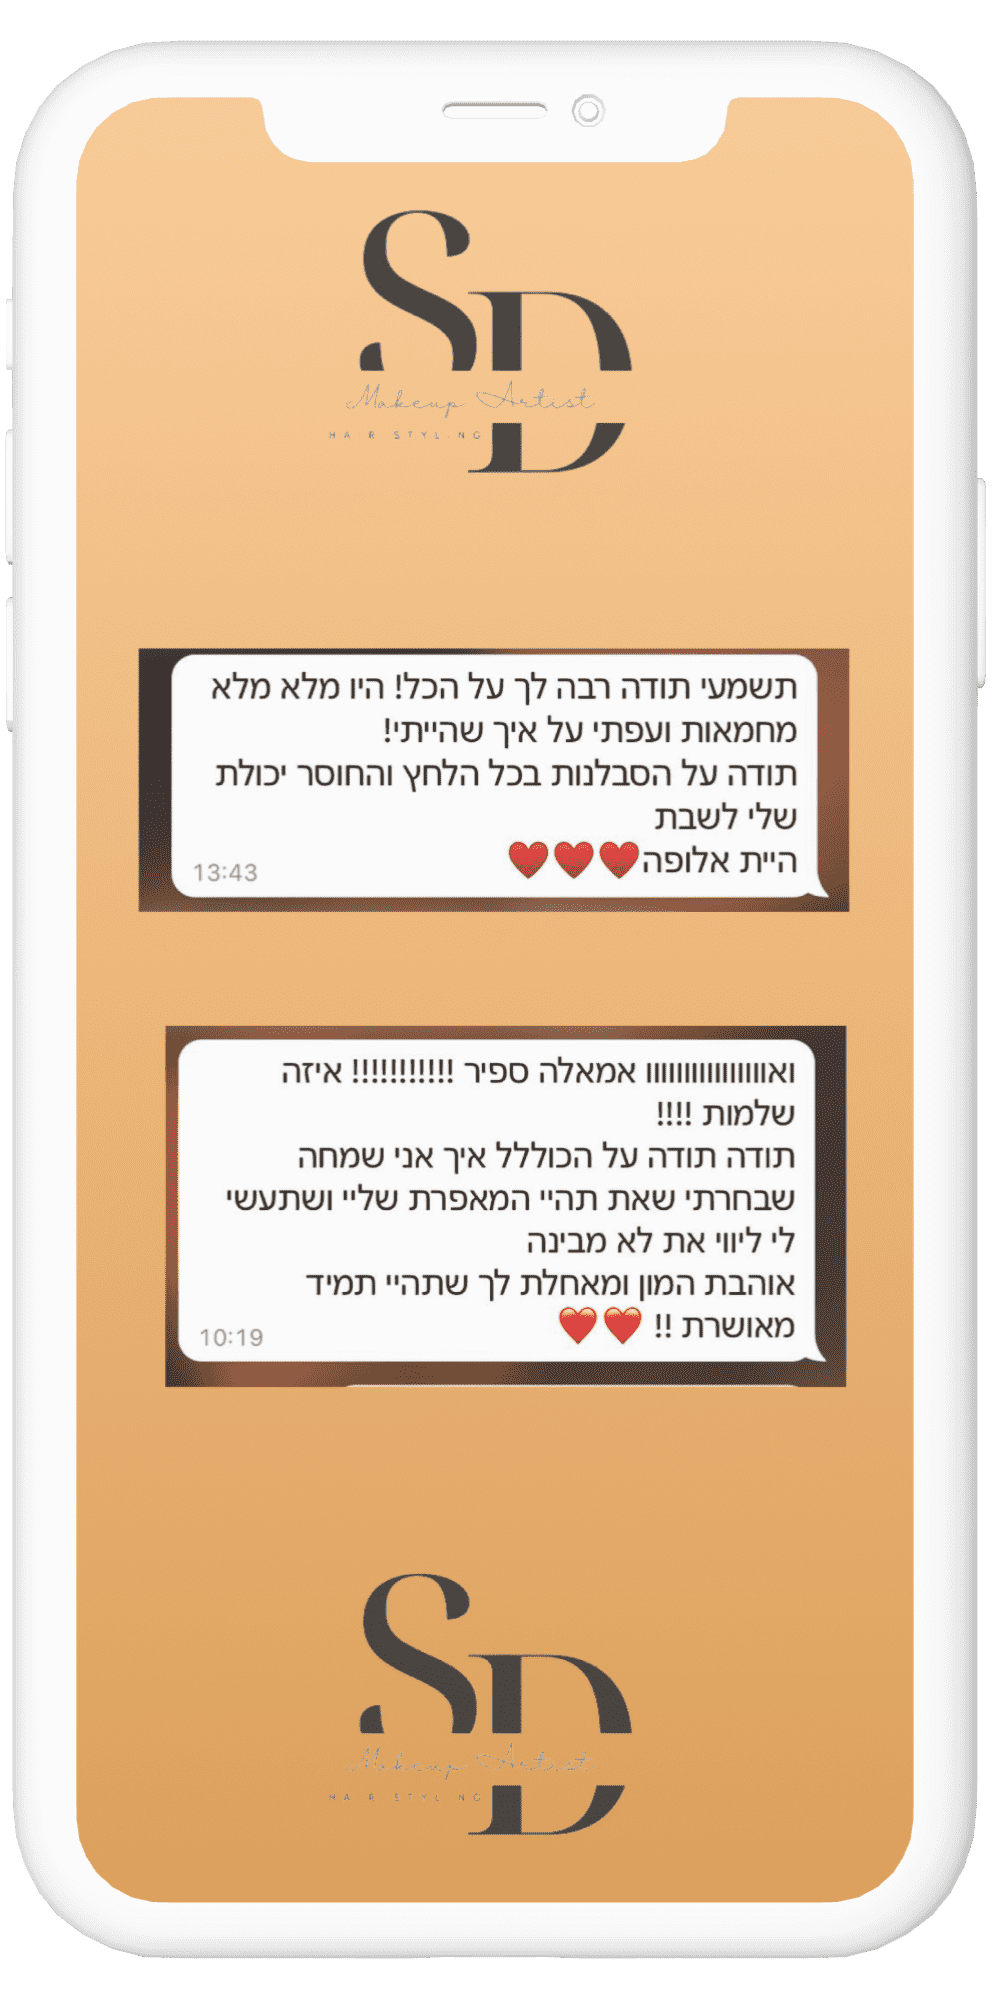 SD
Makeup Artist
HAIR STYLING
תשמעי תודה רבה לך על הכל! היו מלא מלא
מחמאות ועפתי על איך שהייתי!
תודה על הסבלנות בכל הלחץ והחוסר יכולת
שלי לשבת
היית אלופה❤️❤️❤️
13:43
ואוווווווווווווווווו אמאלה ספיר !!!!!!!!!!! איזה
שלמות !!!!
תודה תודה על הכוללל איך אני שמחה
שבחרתי שאת תהיי המאפרת שליי ושתעשי
לי ליווי את לא מבינה
אוהבת המון ומאחלת לך שתהיי תמיד
מאושרת !! ❤️❤️
10:19
SD
Makeup Artist
HAIR STYLING